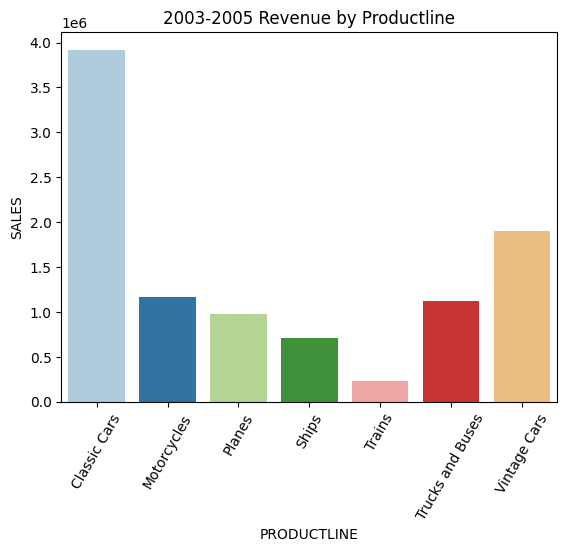 2003-2005 Revenue by Productline
1e6
4.0
3.5
3.0
2.5
2.0
1.5
1.0
0.5
0.0
SALES
Classic Cars
Motorcycles
Planes
Ships
Trains
Trucks and Buses
Vintage Cars
PRODUCTLINE